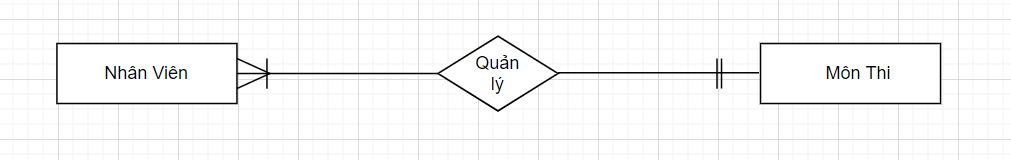 Nhân Viên
Quản
lý
Môn Thi